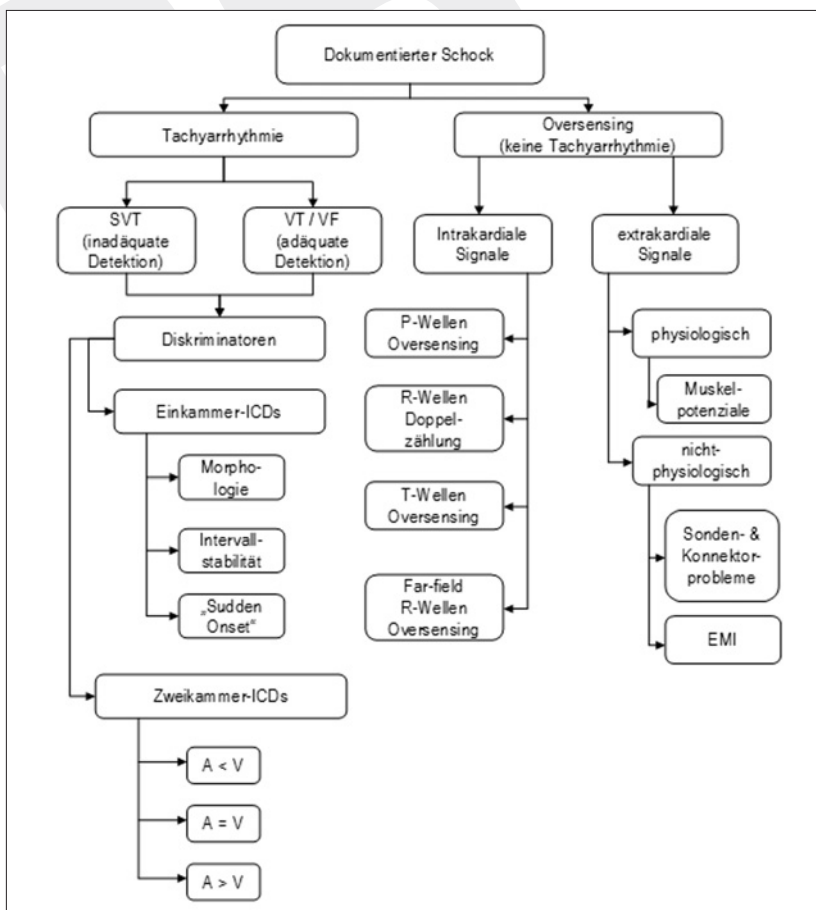 Dokumentierter Schock
Tachyarrhythmie
Oversensing
(keine Tachyarrhythmie)
SVT
(inadäquate
Detektion)
VT / VF
(adäquate
Detektion)
Intrakardiale
Signale
extrakardiale
Signale
Diskriminatoren
Einkammer-ICDs
Morpho-
logie
Intervall-
stabilität
„Sudden
Onset“
Zweikammer-ICDs
A < V
A = V
A > V
P-Wellen
Oversensing
R-Wellen
Doppel-
zählung
T-Wellen
Oversensing
Far-field
R-Wellen
Oversensing
physiologisch
Muskel-
potenziale
nicht-
physiologisch
Sonden- &
Konnektor-
probleme
EMI